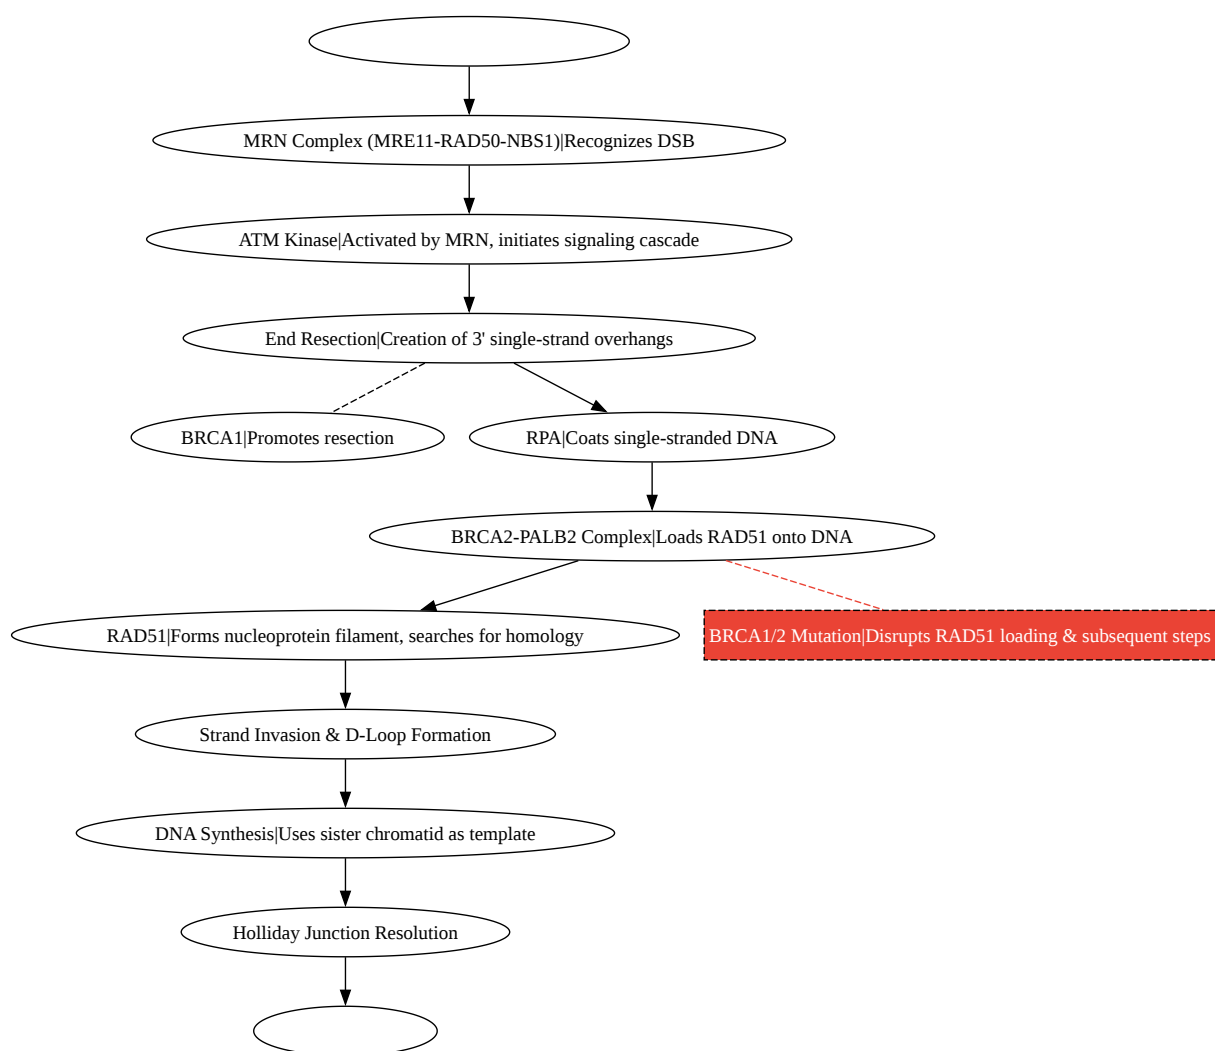 MRN Complex (MRE11-RAD50-NBS1)|Recognizes DSB
ATM Kinase|Activated by MRN, initiates signaling cascade
End Resection|Creation of 3' single-strand overhangs
BRCA1|Promotes resection
RPA|Coats single-stranded DNA
BRCA2-PALB2 Complex|Loads RAD51 onto DNA
RAD51|Forms nucleoprotein filament, searches for homology
BRCA1/2 Mutation|Disrupts RAD51 loading & subsequent steps
Strand Invasion & D-Loop Formation
DNA Synthesis|Uses sister chromatid as template
Holliday Junction Resolution